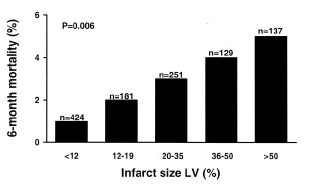 P=0.006
6-month mortality (%)
6
4
2
0
n=424
n=181
n=251
n=129
n=137
<12
12-19
20-35
36-50
>50
Infarct size LV (%)